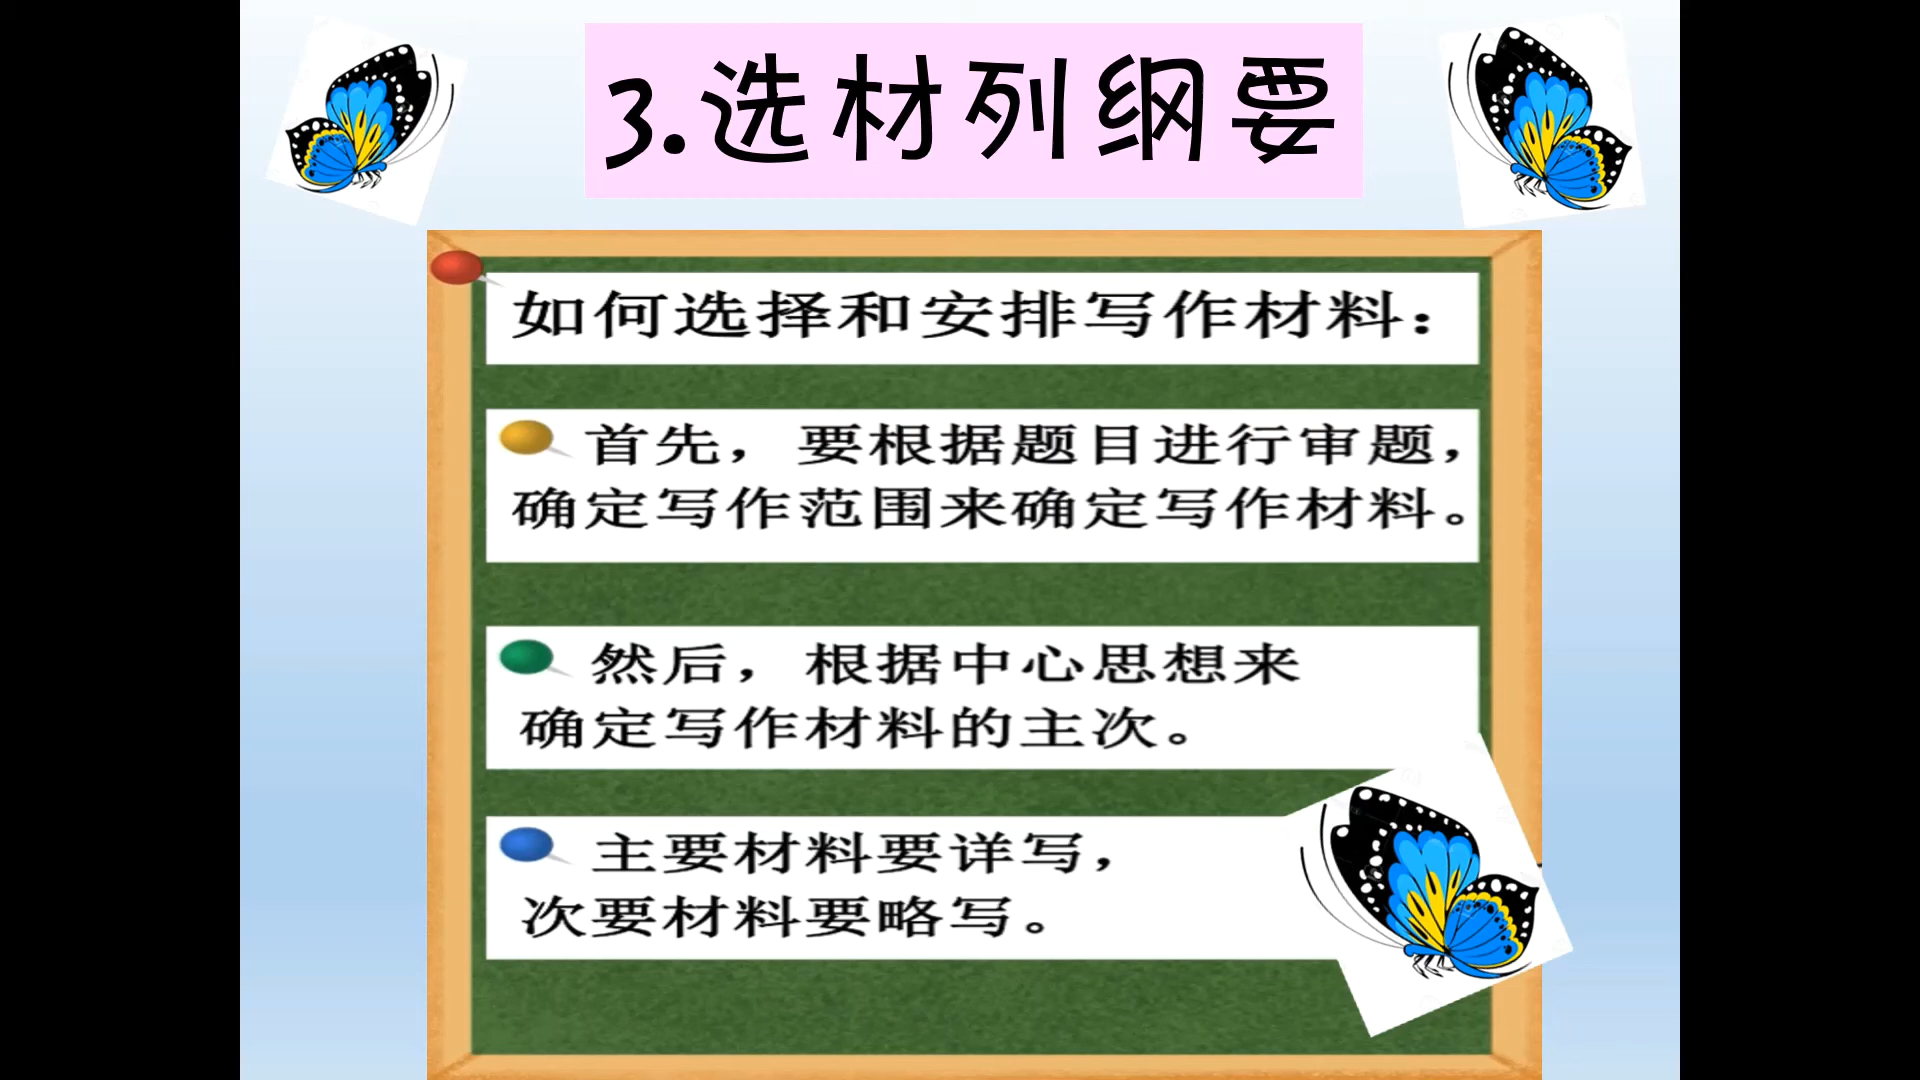 3.选材列纲要
如何选择和安排写作材料：
首先，要根据题目进行审题，
确定写作范围来确定写作材料。
然后，根据中心思想来
确定写作材料的主次。
主要材料要详写，
次要材料要略写。